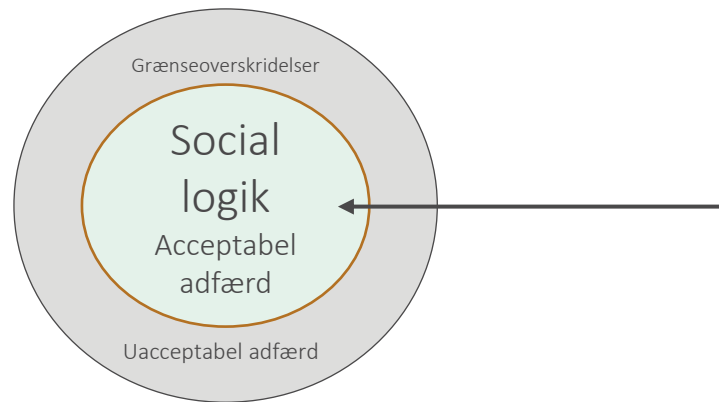 Grænseoverskridelser
Social
logik
Acceptabel
adfærd
Uacceptabel adfærd